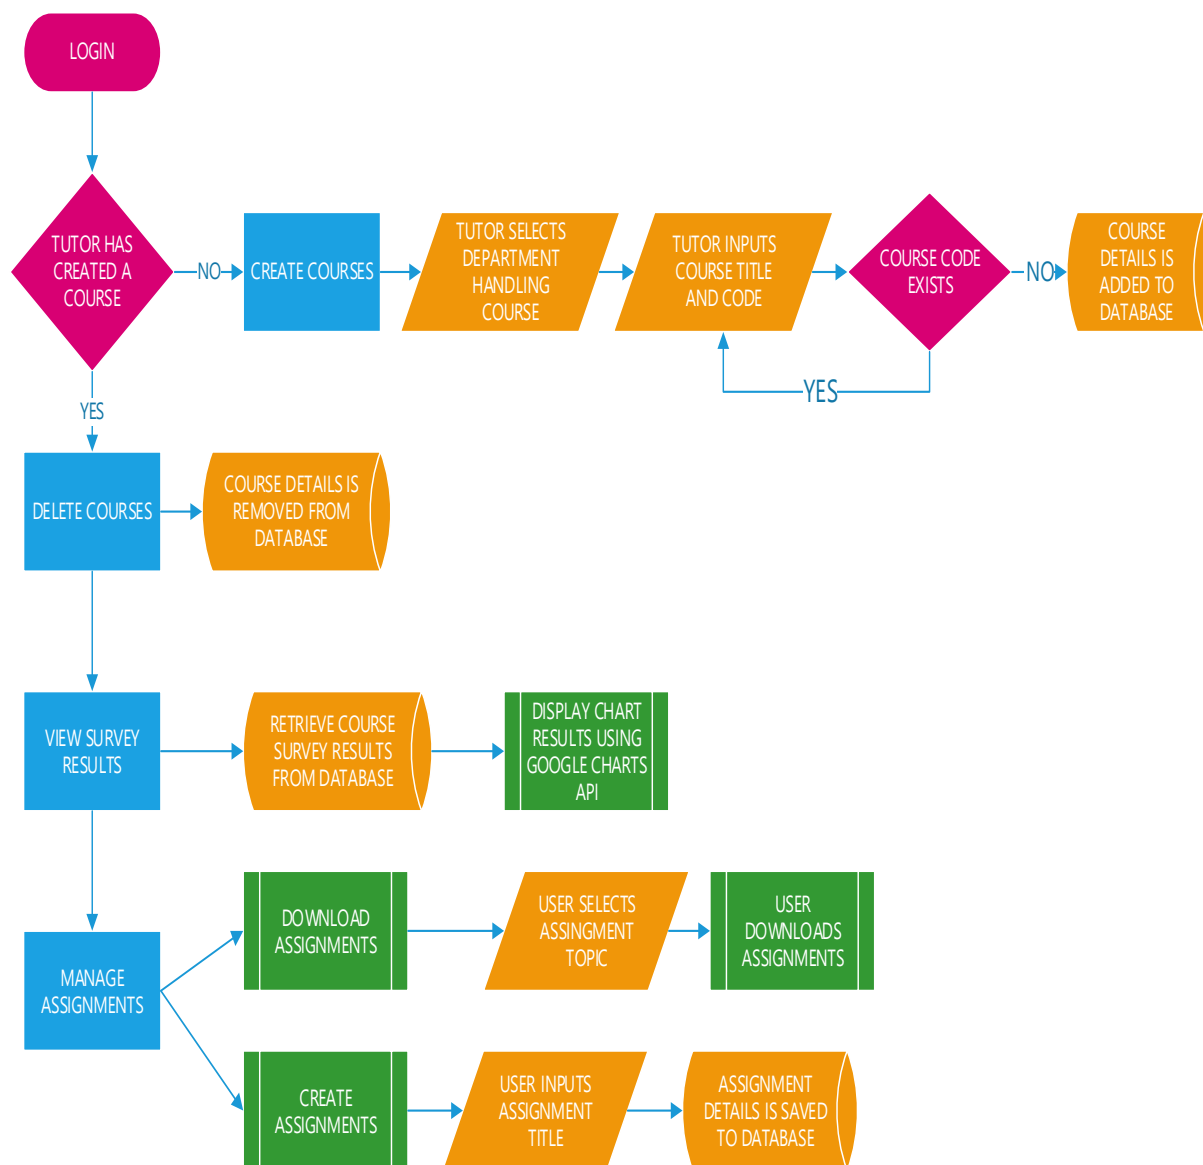 LOGIN
TUTOR HAS
CREATED A
COURSE
NO
CREATE COURSES
TUTOR SELECTS
DEPARTMENT
HANDLING
COURSE
TUTOR INPUTS
COURSE TITLE
AND CODE
COURSE CODE
EXISTS
NO
COURSE
DETAILS IS
ADDED TO
DATABASE
YES
YES
DELETE COURSES
COURSE DETAILS IS
REMOVED FROM
DATABASE
VIEW SURVEY
RESULTS
RETRIEVE COURSE
SURVEY RESULTS
FROM DATABASE
DISPLAY CHART
RESULTS USING
GOOGLE CHARTS
API
MANAGE
ASSIGNMENTS
DOWNLOAD
ASSIGNMENTS
USER SELECTS
ASSINGMENT
TOPIC
USER
DOWNLOADS
ASSIGNMENTS
CREATE
ASSIGNMENTS
USER INPUTS
ASSIGNMENT
TITLE
ASSIGNMENT
DETAILS IS SAVED
TO DATABASE